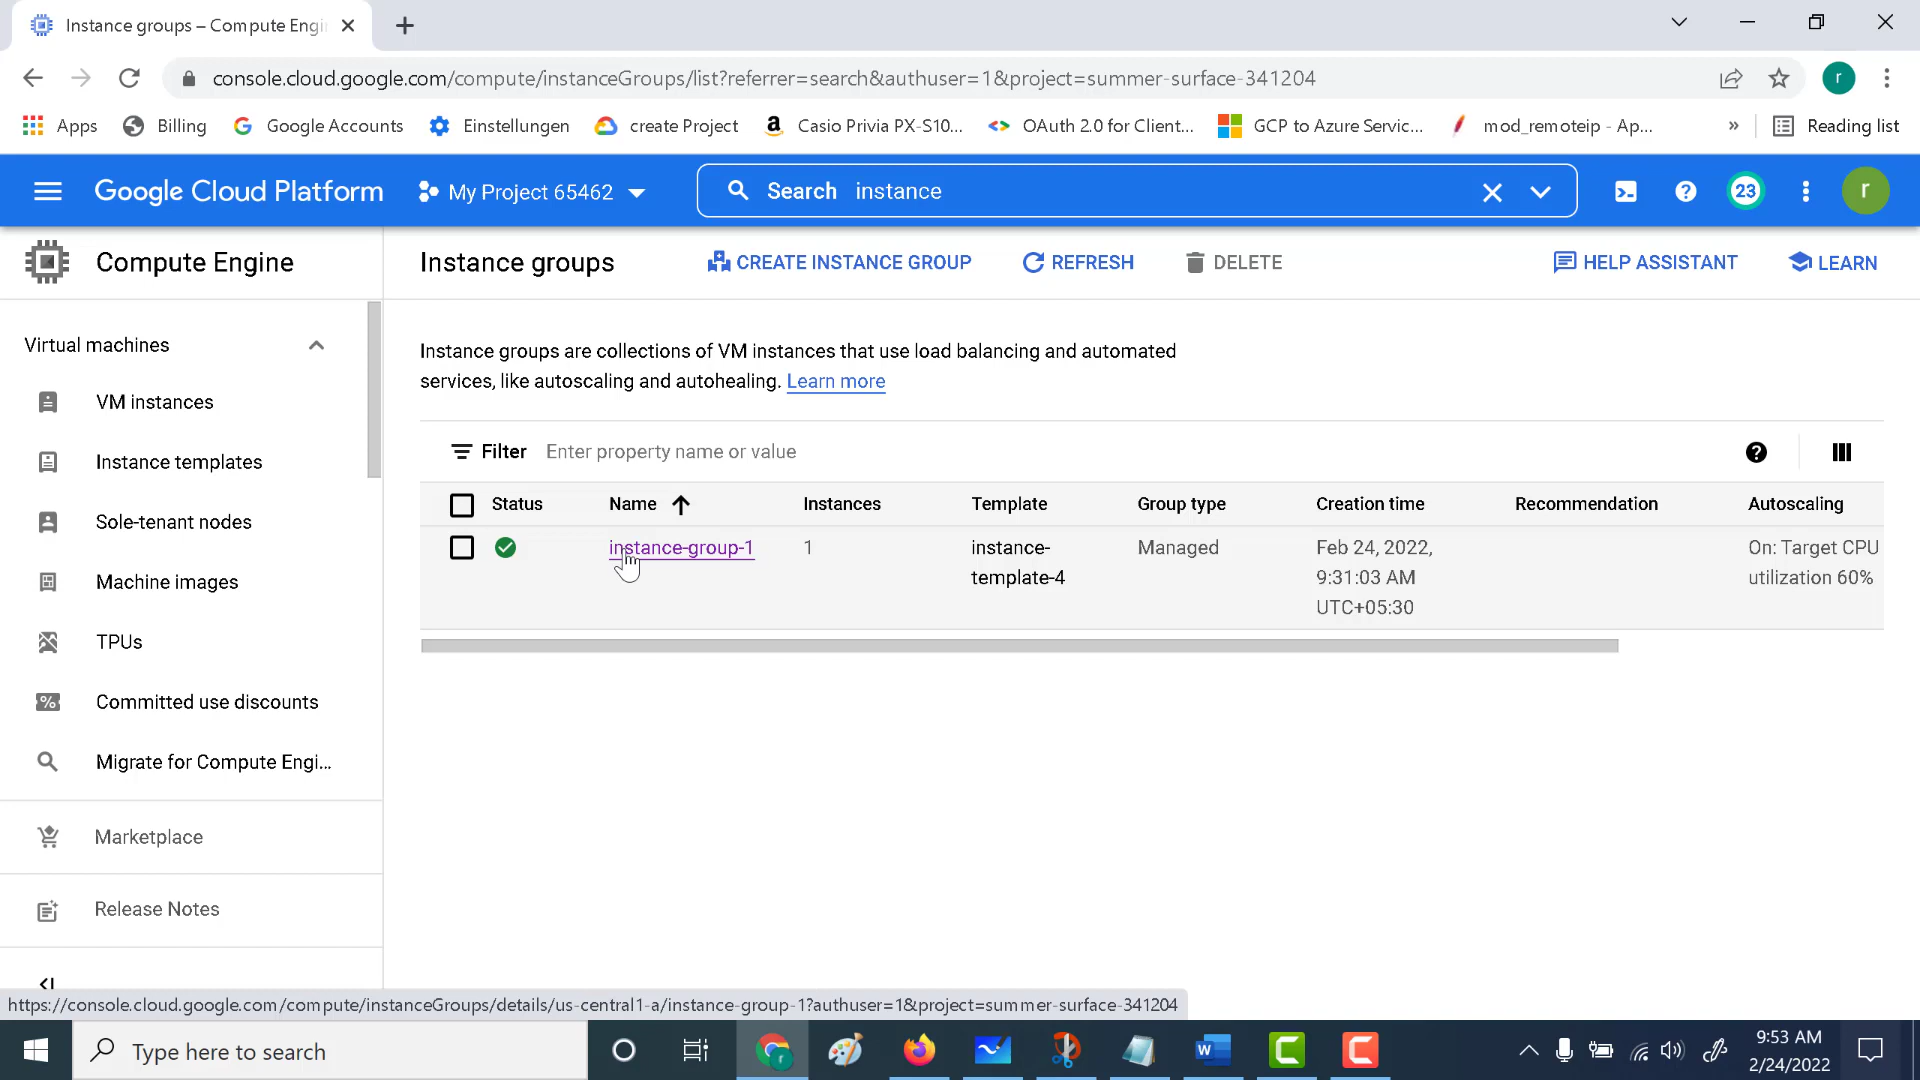 Instance groups – Compute Engi
console.cloud.google.com/compute/instanceGroups/list?referrer=search&authuser=1&project=summer-surface-341204
r
Apps
Billing
Google Accounts
Einstellungen
create Project
Casio Privia PX-S10...
OAuth 2.0 for Client...
GCP to Azure Servic...
mod_remoteip - Ap...
»
Reading list
Google Cloud Platform
My Project 65462
Search instance
23
r
Compute Engine
Instance groups
CREATE INSTANCE GROUP
REFRESH
DELETE
HELP ASSISTANT
LEARN
Virtual machines
VM instances
Instance templates
Sole-tenant nodes
Machine images
TPUs
Committed use discounts
Migrate for Compute Engi...
Marketplace
Release Notes
Instance groups are collections of VM instances that use load balancing and automated
services, like autoscaling and autohealing. Learn more
Filter Enter property name or value
Status Name Instances Template Group type Creation time Recommendation Autoscaling
instance-group-1 1 instance- Managed Feb 24, 2022, On: Target CPU
template-4 9:31:03 AM utilization 60%
UTC+05:30
https://console.cloud.google.com/compute/instanceGroups/details/us-central1-a/instance-group-1?authuser=1&project=summer-surface-341204
Type here to search
9:53 AM
2/24/2022